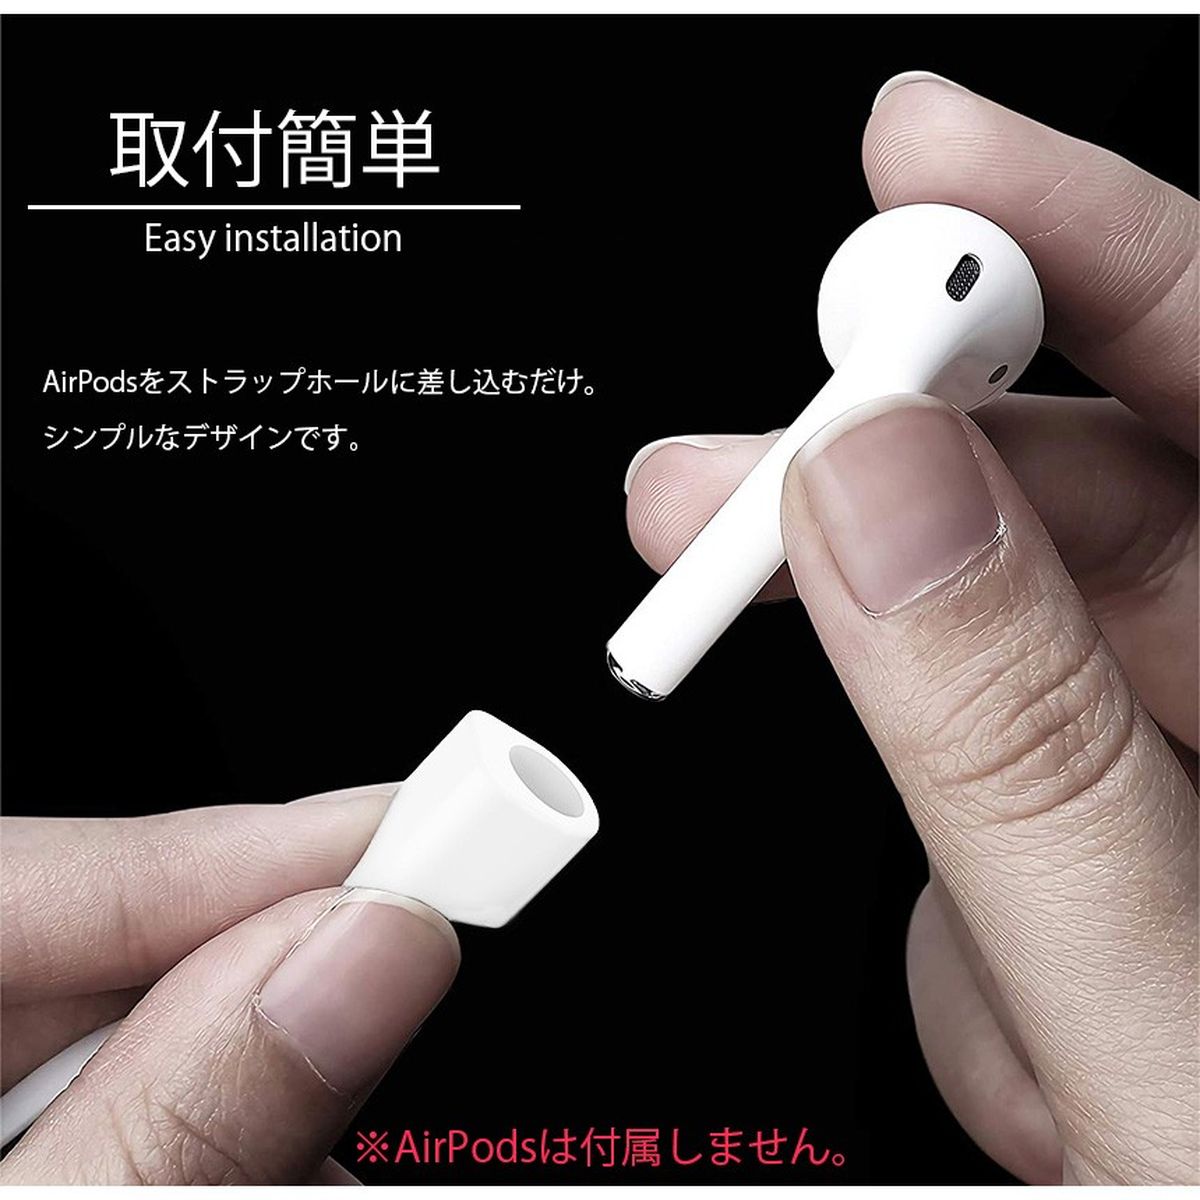 取付簡単
Easy installation
AirPodsをストラップホールに差し込むだけ。
シンプルなデザインです。
※AirPodsは付属しません。